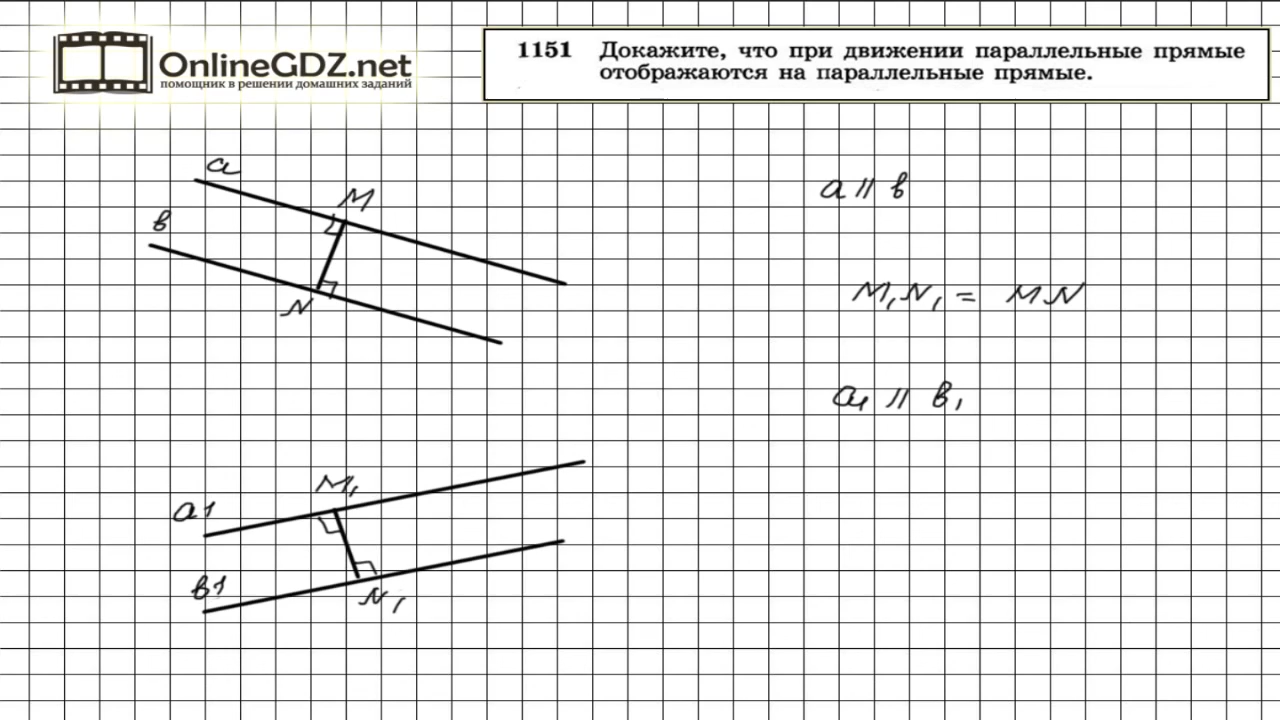 OnlineGDZ.net
помощник в решении домашних заданий
1151 Докажите, что при движении параллельные прямые
отображаются на параллельные прямые.
a
M
в
N
a || в
M₁N₁ = MN
a₁ || в₁
M₁
a1
в1
N₁